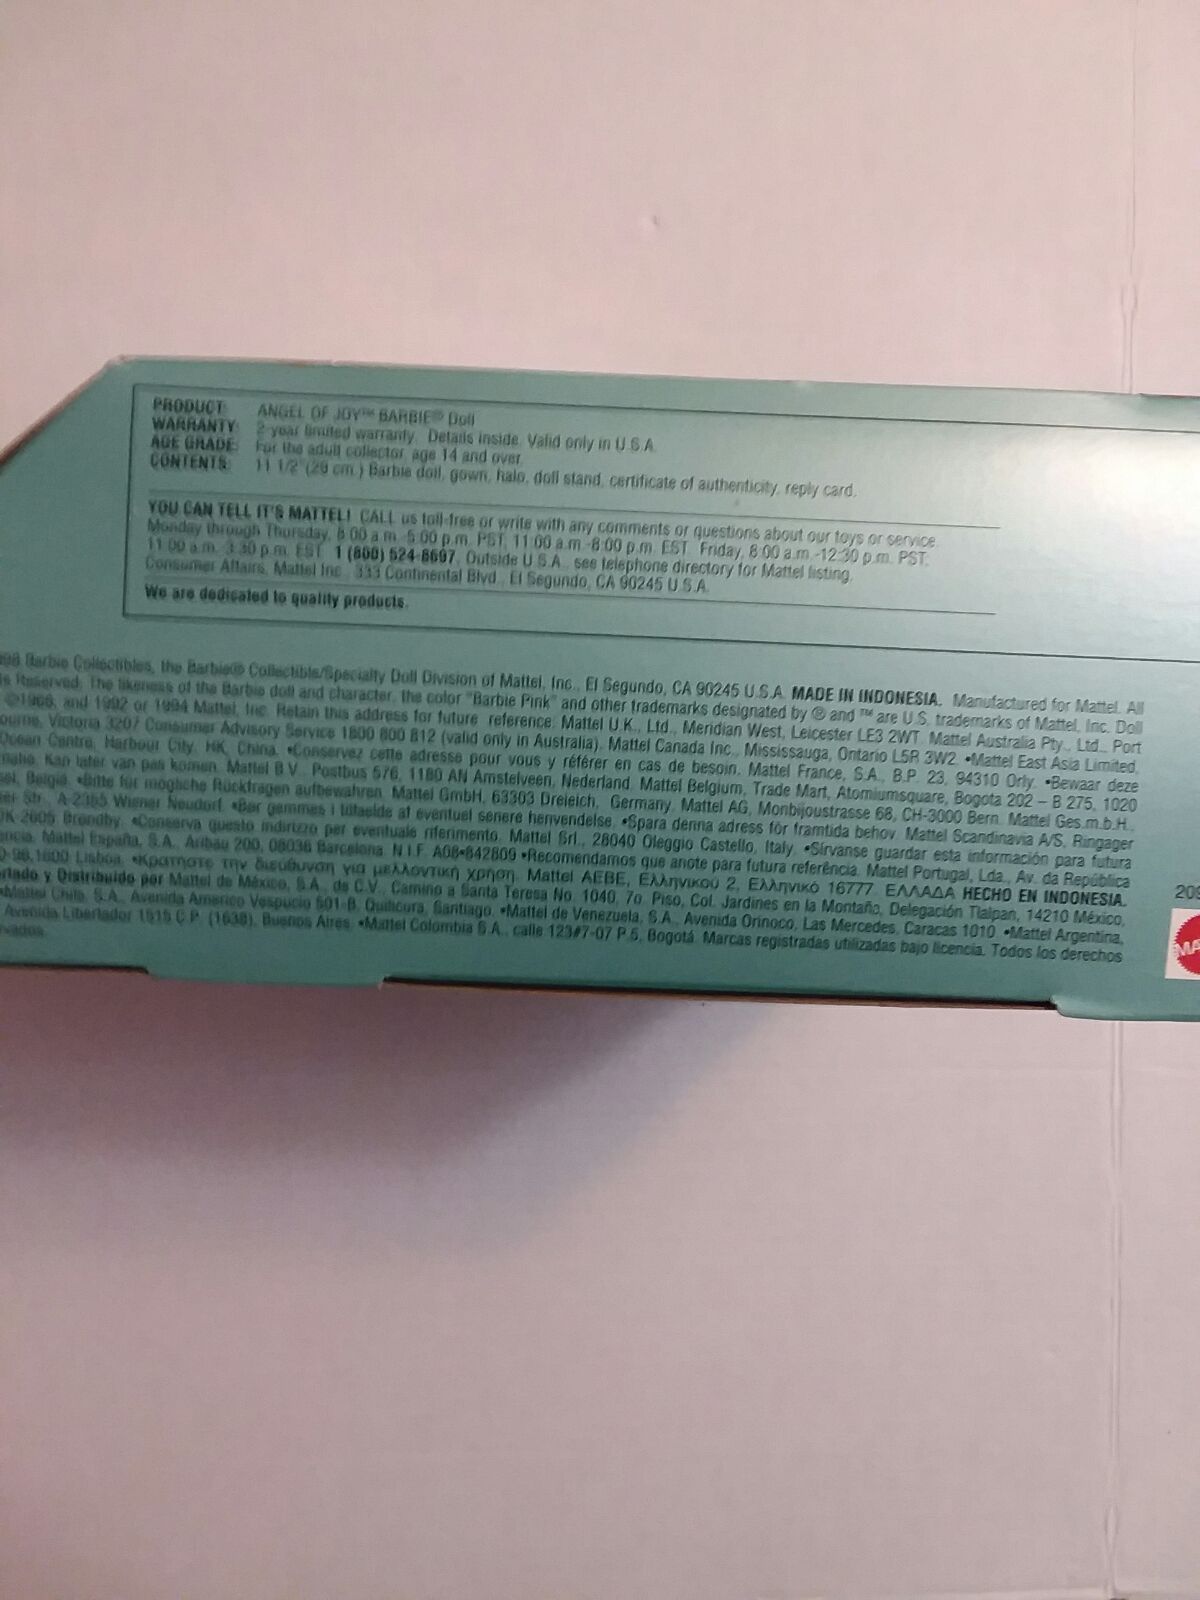 PRODUCT: ANGEL OF JOY™ BARBIE® Doll
WARRANTY: 2-year limited warranty. Details inside. Valid only in U.S.A.
AGE GRADE: For the adult collector, age 14 and over.
CONTENTS: 11 1/2" (29 cm.) Barbie doll, gown, halo, doll stand, certificate of authenticity, reply card.
YOU CAN TELL IT'S MATTEL! CALL us toll-free or write with any comments or questions about our toys or service.
Monday through Thursday, 8:00 a.m.-5:00 p.m. PST, 11:00 a.m.-8:00 p.m. EST. Friday, 8:00 a.m.-12:30 p.m. PST,
11:00 a.m.-3:30 p.m. EST. 1 (800) 524-8697. Outside U.S.A., see telephone directory for Mattel listing.
Consumer Affairs, Mattel Inc., 333 Continental Blvd., El Segundo, CA 90245 U.S.A.
We are dedicated to quality products.
98 Barbie Collectibles, the Barbie® Collectible/Specialty Doll Division of Mattel, Inc., El Segundo, CA 90245 U.S.A. MADE IN INDONESIA. Manufactured for Mattel. All
s Reserved. The likeness of the Barbie doll and character, the color "Barbie Pink" and other trademarks designated by ® and ™ are U.S. trademarks of Mattel, Inc. Doll
©1966, and 1992 or 1994 Mattel, Inc. Retain this address for future reference: Mattel U.K., Ltd., Meridian West, Leicester LE3 2WT. Mattel Australia Pty., Ltd., Port
ourne, Victoria 3207 Consumer Advisory Service 1800 800 812 (valid only in Australia). Mattel Canada Inc., Mississauga, Ontario L5R 3W2. •Mattel East Asia Limited,
Ocean Centre, Harbour City, HK, China. •Conservez cette adresse pour vous y référer en cas de besoin. Mattel France, S.A., B.P. 23, 94310 Orly. •Bewaar deze
matie. Kan later van pas komen. Mattel B.V., Postbus 576, 1180 AN Amstelveen, Nederland. Mattel Belgium, Trade Mart, Atomiumsquare, Bogota 202 – B 275, 1020
sel, België. •Bitte für mögliche Rückfragen aufbewahren. Mattel GmbH, 63303 Dreieich, Germany. Mattel AG, Monbijoustrasse 68, CH-3000 Bern. Mattel Ges.m.b.H.,
er Str., A-2355 Wiener Neudorf. •Bør gemmes i tilfælde af eventuel senere henvendelse. •Spara denna adress för framtida behov. Mattel Scandinavia A/S, Ringager
DK-2605 Brøndby. •Conserva questo indirizzo per eventuale riferimento. Mattel Srl., 28040 Oleggio Castello, Italy. •Sírvanse guardar esta información para futura
encia. Mattel España, S.A., Aribau 200, 08036 Barcelona. N.I.F. A08•842809 •Recomendamos que anote para futura referência. Mattel Portugal, Lda., Av. da República
1600 Lisboa. •Κρατήστε την διεύθυνση για μελλοντική χρήση. Mattel AEBE, Ελληνικού 2, Ελληνικό 16777. ΕΛΛΑΔΑ HECHO EN INDONESIA.
rtado y Distribuido por Mattel de México, S.A., de C.V., Camino a Santa Teresa No. 1040, 7o. Piso, Col. Jardines en la Montaña, Delegación Tlalpan, 14210 México,
•Mattel Chile, S.A., Avenida Americo Vespucio 501-B, Quilicura, Santiago. •Mattel de Venezuela, S.A., Avenida Orinoco, Las Mercedes, Caracas 1010. •Mattel Argentina,
Avenida Libertador 1515 C.P. (1638), Buenos Aires. •Mattel Colombia S.A., calle 123#7-07 P.5, Bogotá. Marcas registradas utilizadas bajo licencia. Todos los derechos
vados.
209
MA